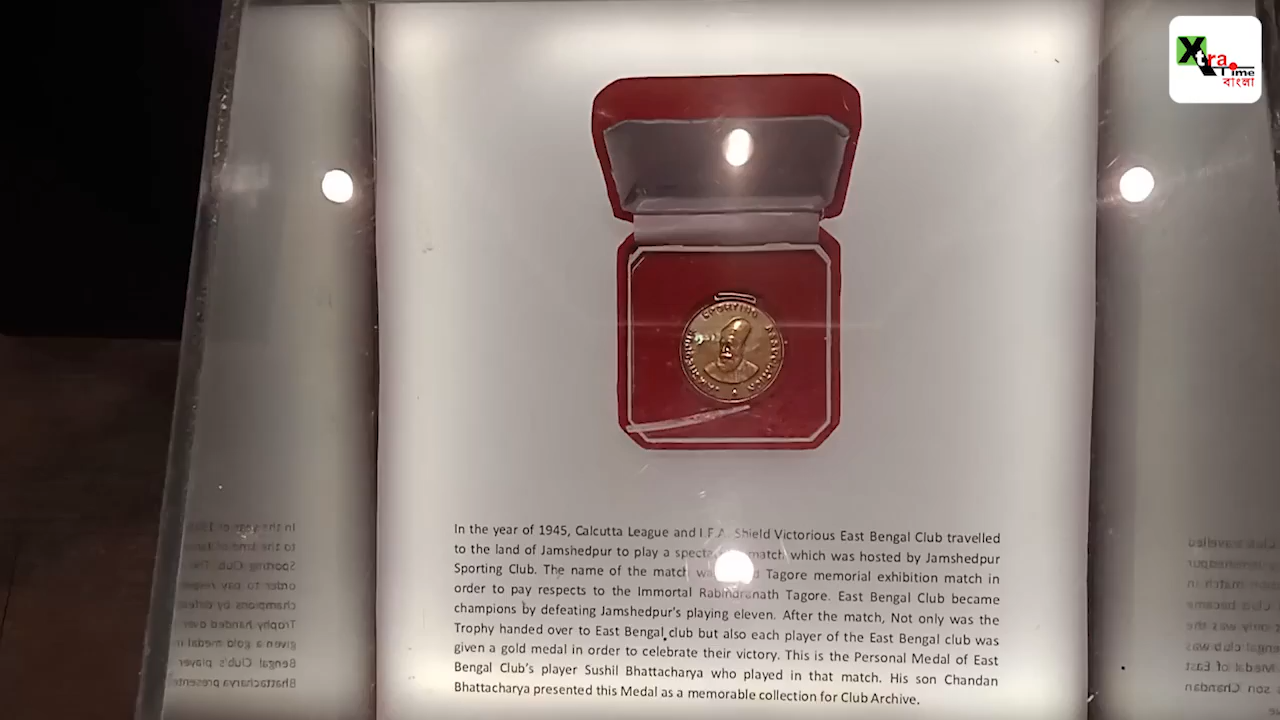 Xtra
Time
বাংলা
SPORTING ASSOCIATION
In the year of 1945, Calcutta League and I.F.A. Shield Victorious East Bengal Club travelled
to the land of Jamshedpur to play a match which was hosted by Jamshedpur
Sporting Club. The name of the match Tagore memorial exhibition match in
order to pay respects to the Immortal Rabindranath Tagore. East Bengal Club became
champions by defeating Jamshedpur's playing eleven. After the match, Not only was the
Trophy handed over to East Bengal club but also each player of the East Bengal club was
given a gold medal in order to celebrate their victory. This is the Personal Medal of East
Bengal Club's player Sushil Bhattacharya who played in that match. His son Chandan
Bhattacharya presented this Medal as a memorable collection for Club Archive.